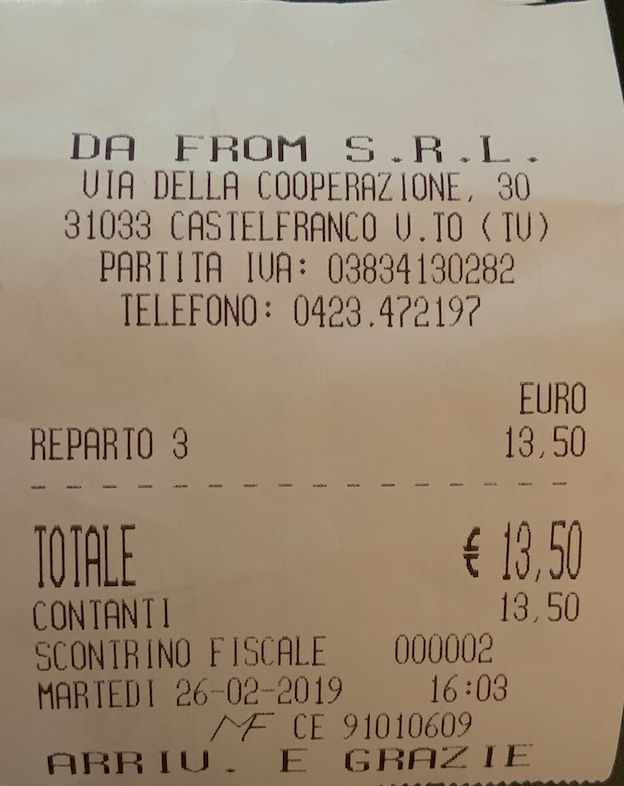 DA FROM S.R.L.
VIA DELLA COOPERAZIONE, 30
31033 CASTELFRANCO V.TO (TV)
PARTITA IVA: 03834130282
TELEFONO: 0423.472197
EURO
REPARTO 3 13,50
TOTALE € 13,50
CONTANTI 13,50
SCONTRINO FISCALE 000002
MARTEDI 26-02-2019 16:03
MF CE 91010609
ARRIV. E GRAZIE